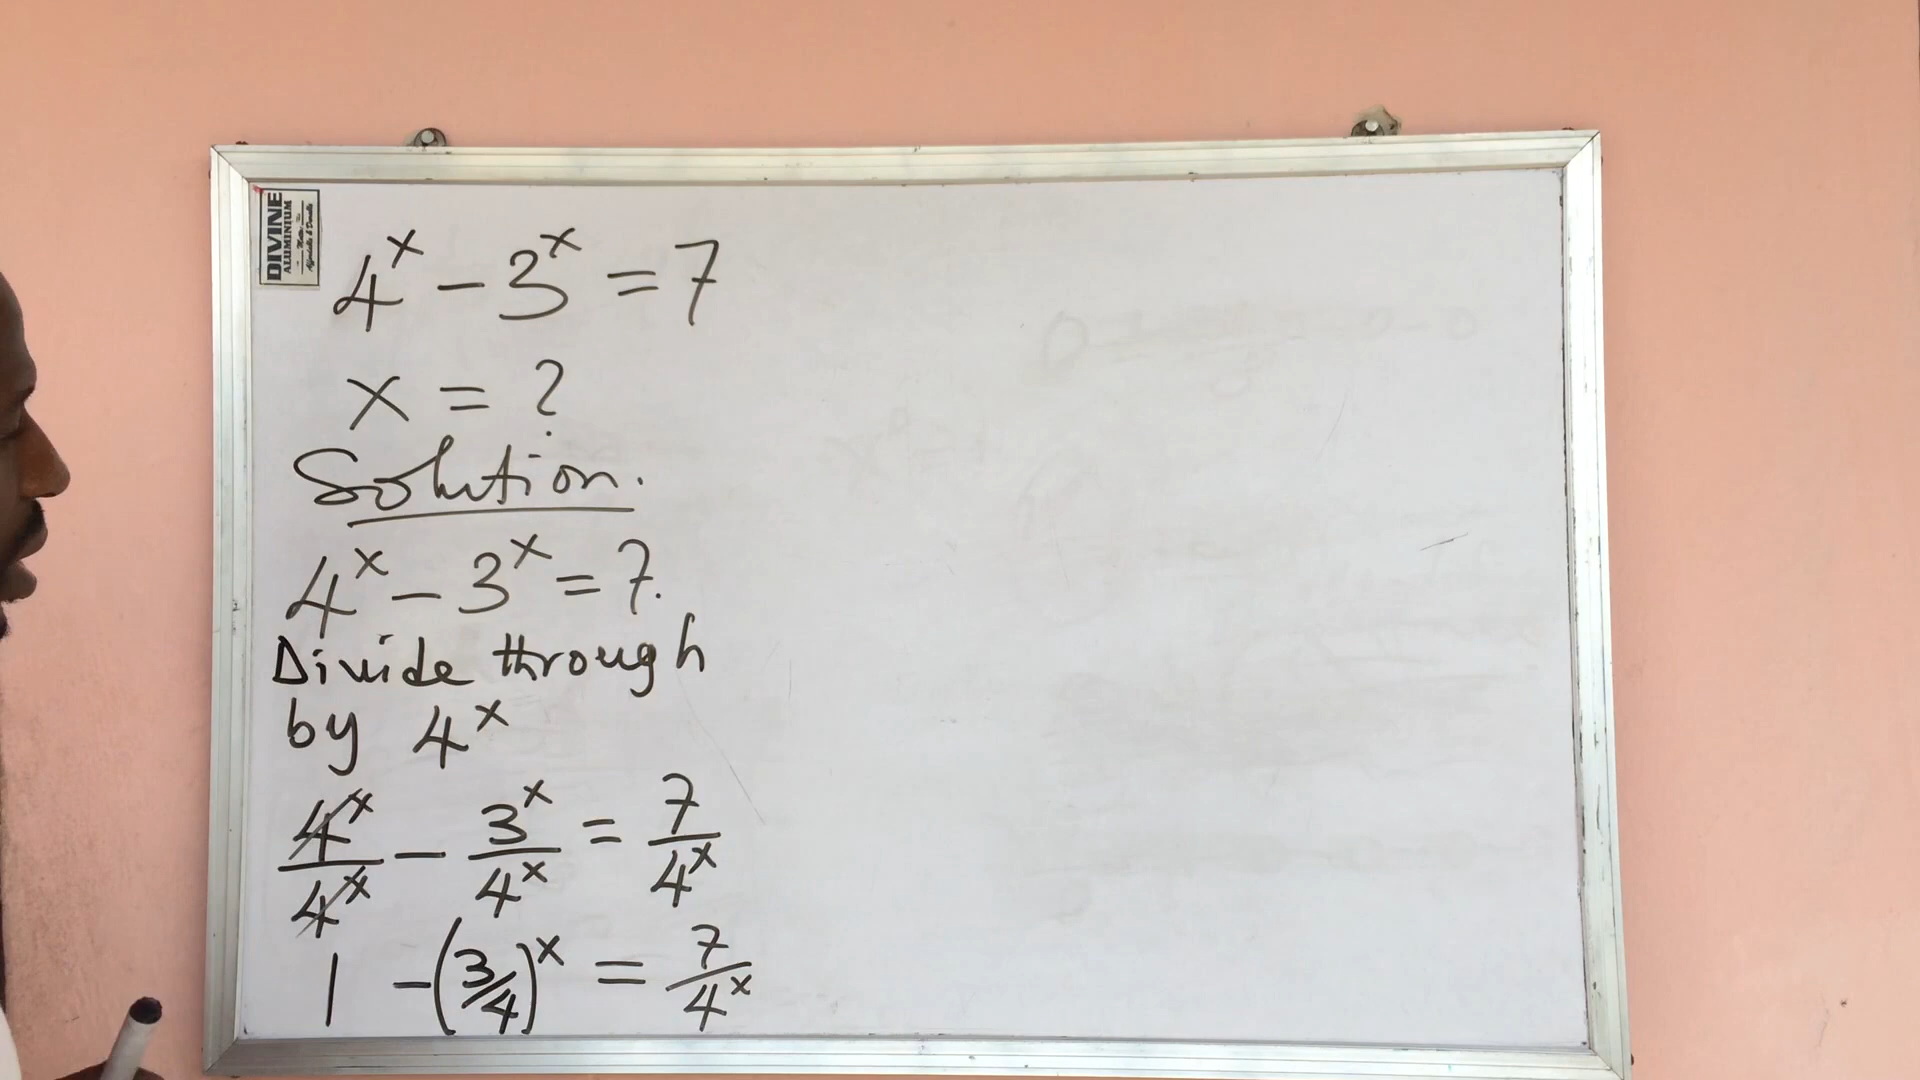 DIVINE
ALUMINIUM
4^x - 3^x = 7
x = ?
Solution.
4^x - 3^x = 7.
Divide through
by 4^x
4^x/4^x - 3^x/4^x = 7/4^x
1 - (3/4)^x = 7/4^x